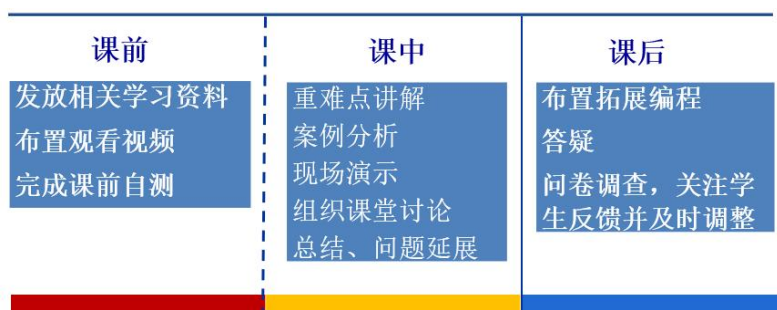 课前
发放相关学习资料
布置观看视频
完成课前自测
课中
重难点讲解
案例分析
现场演示
组织课堂讨论
总结、问题延展
课后
布置拓展编程
答疑
问卷调查，关注学
生反馈并及时调整